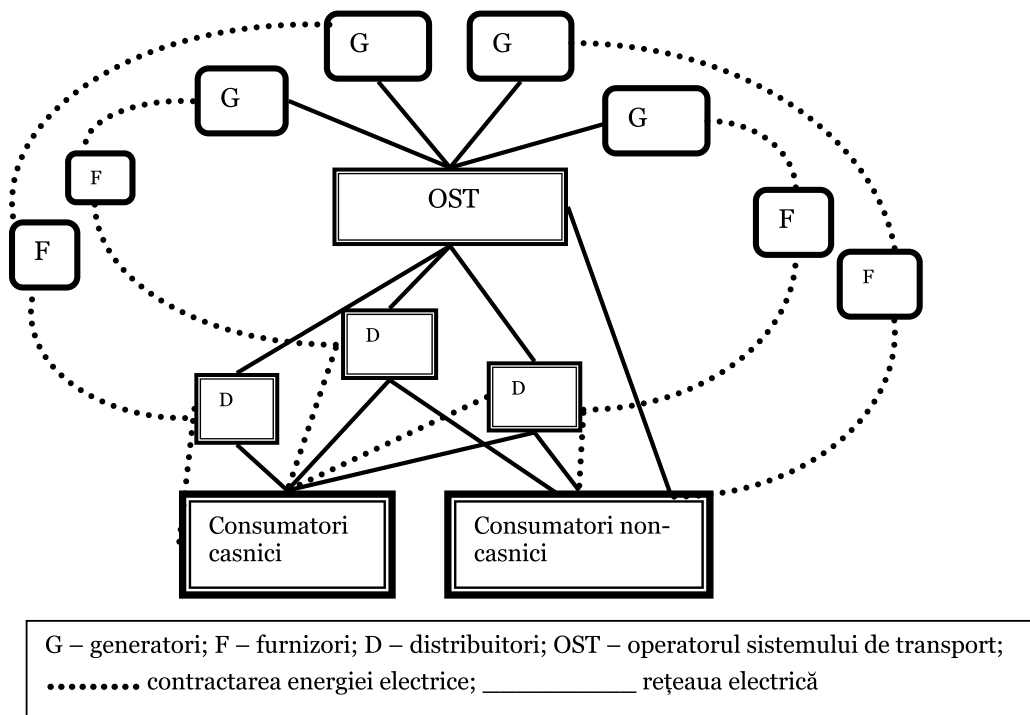 G
G
G
G
F
OST
F
F
F
D
D
D
Consumatori
casnici
Consumatori non-
casnici
G – generatori; F – furnizori; D – distribuitori; OST – operatorul sistemului de transport;
contractarea energiei electrice; ____________ rețeaua electrică